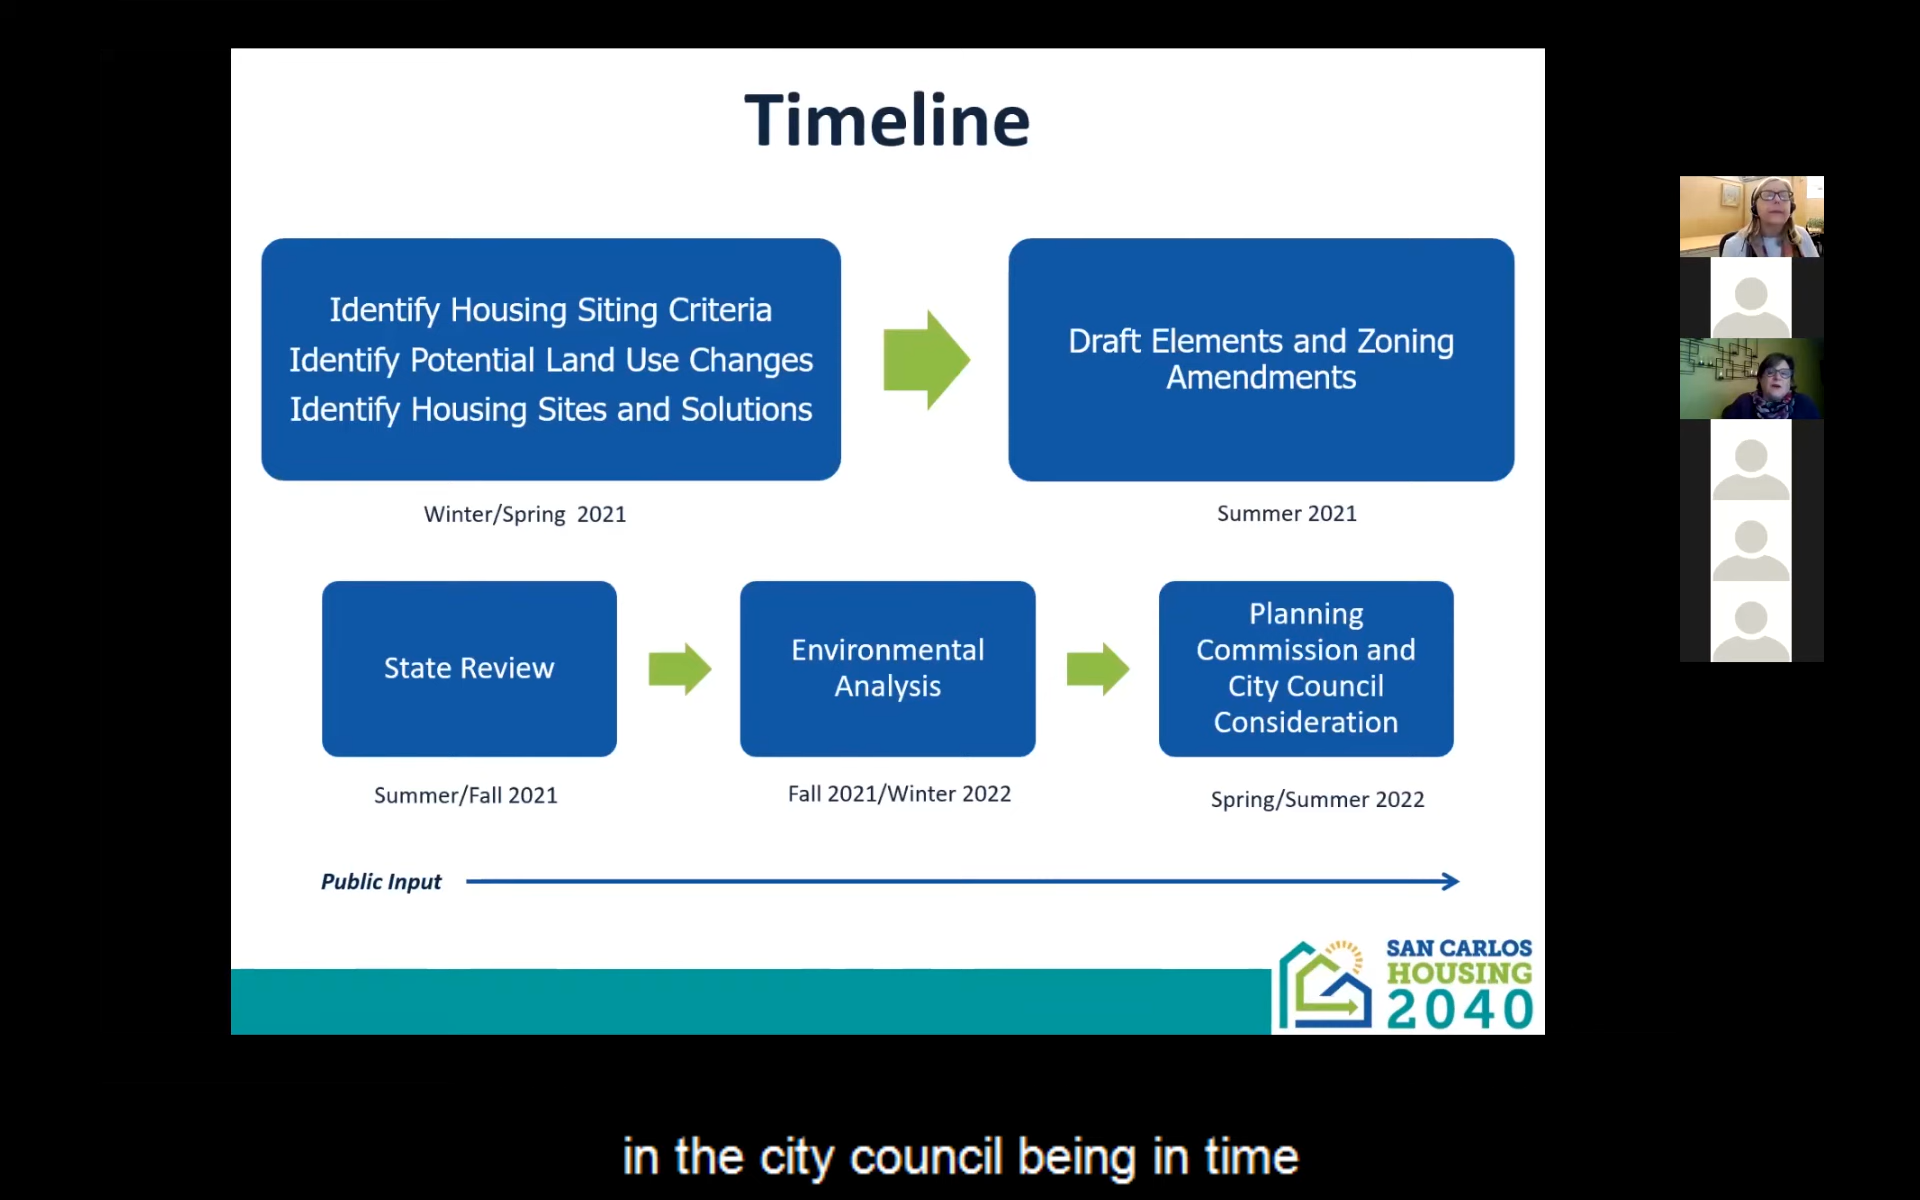 Timeline
Identify Housing Siting Criteria
Identify Potential Land Use Changes
Identify Housing Sites and Solutions
Winter/Spring 2021
Draft Elements and Zoning
Amendments
Summer 2021
State Review
Summer/Fall 2021
Environmental
Analysis
Fall 2021/Winter 2022
Planning
Commission and
City Council
Consideration
Spring/Summer 2022
Public Input
SAN CARLOS
HOUSING
2040
in the city council being in time